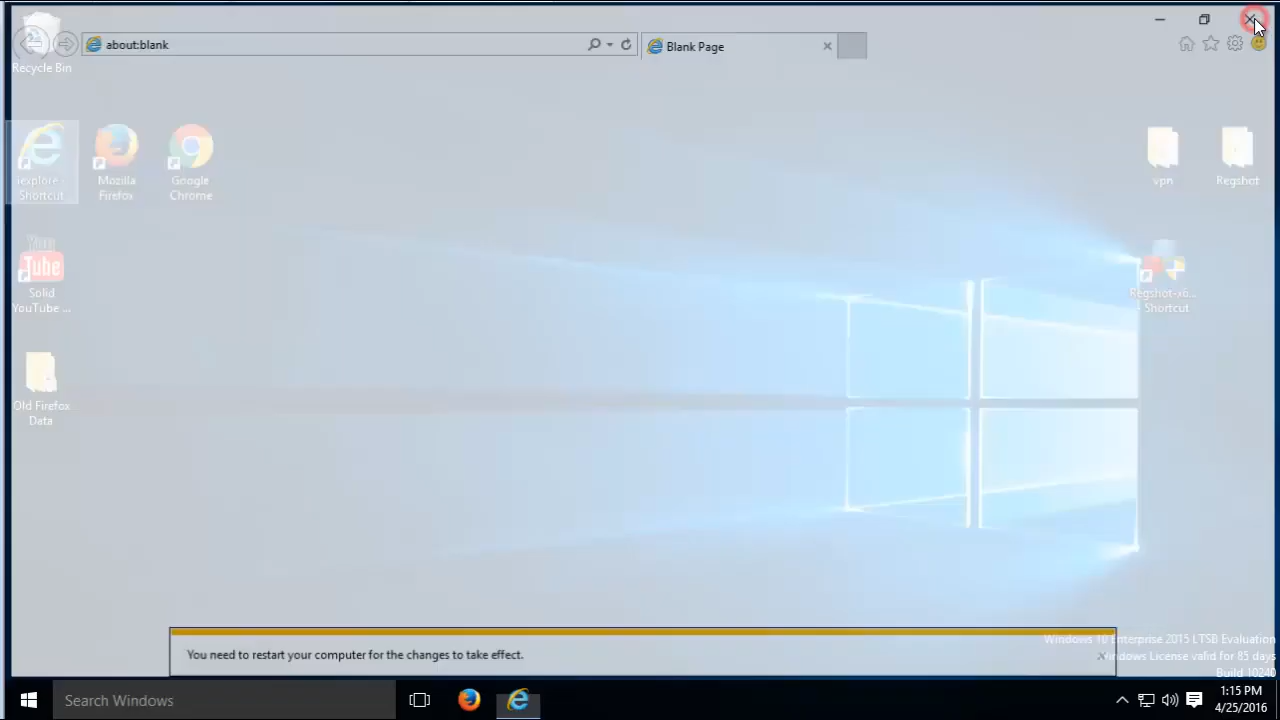 about:blank
Blank Page
Recycle Bin
iexplore -
Shortcut
Mozilla
Firefox
Google
Chrome
vpn
Regshot
You
Tube
Solid
YouTube ...
Regshot-x6...
- Shortcut
Old Firefox
Data
You need to restart your computer for the changes to take effect.
Windows 10 Enterprise 2015 LTSB Evaluation
Windows License valid for 85 days
Build 10240
Search Windows
1:15 PM
4/25/2016